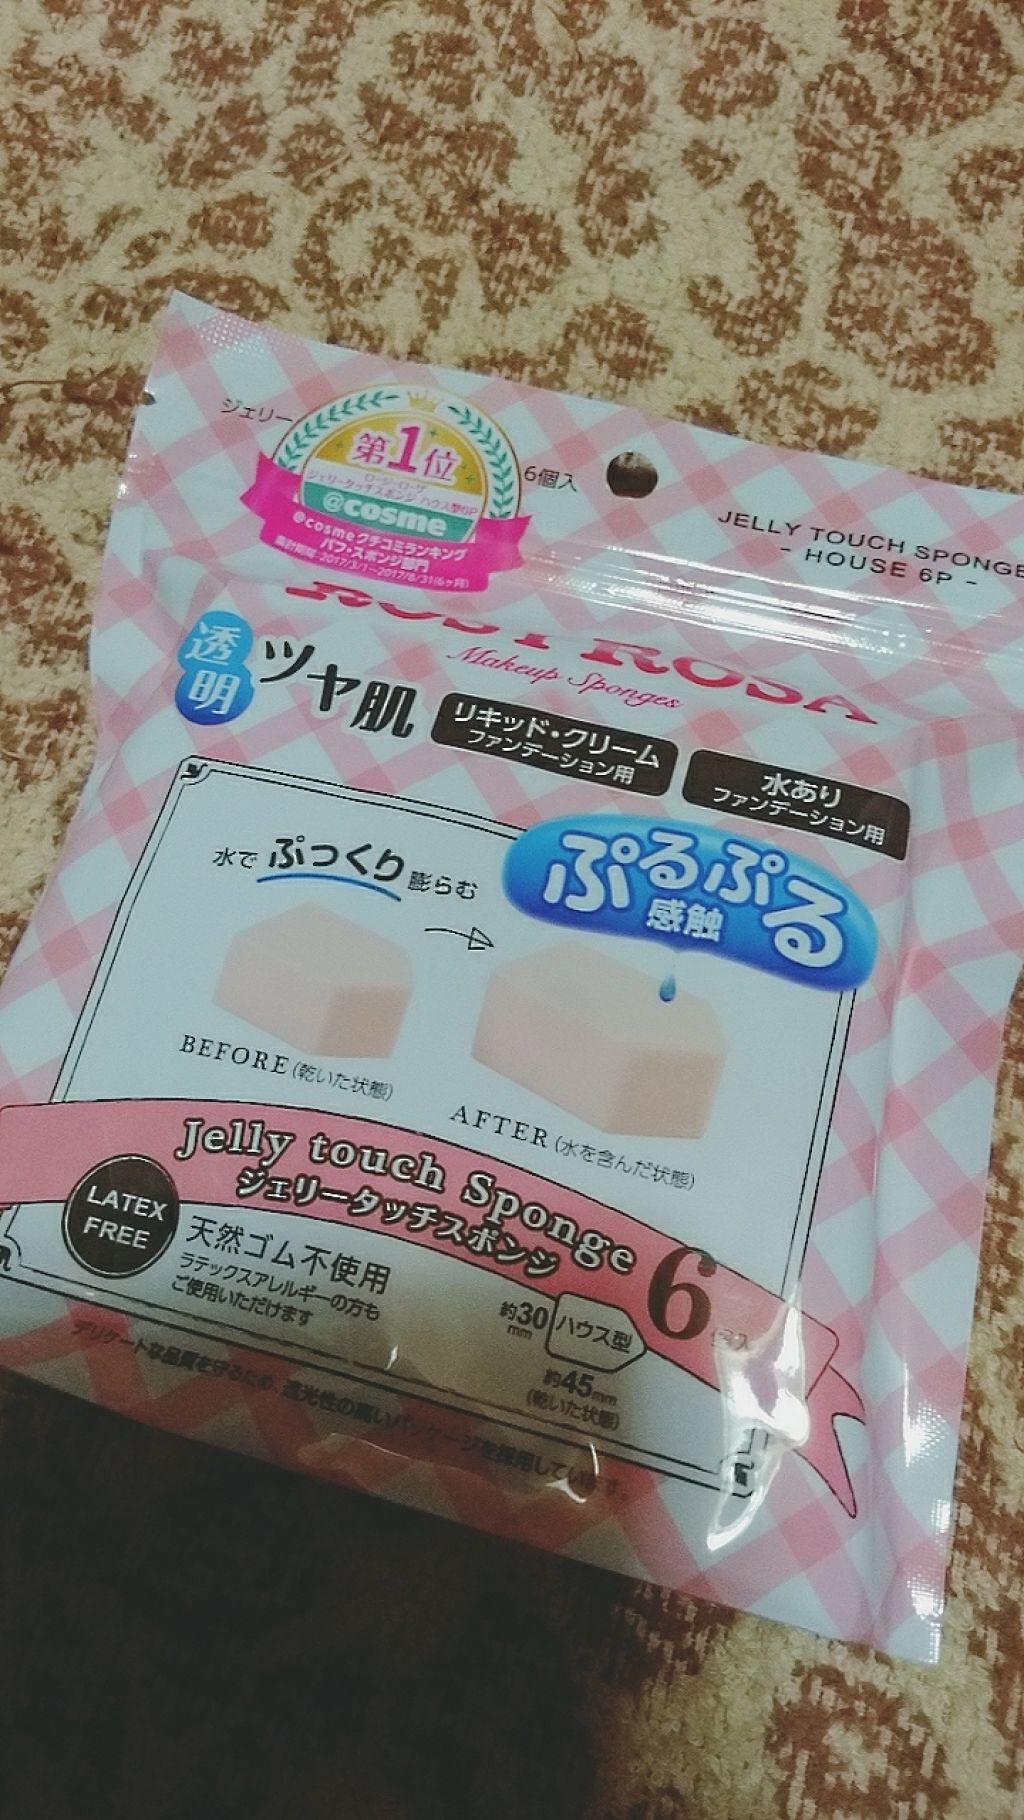 ジェリー
6個入
第1位
ロージーローザ
ジェリータッチスポンジ ハウス型6P
@cosme
@cosme クチコミランキング
パフ・スポンジ部門
集計期間:2017/3/1~2017/8/31(6ヶ月)
JELLY TOUCH SPONGE
- HOUSE 6P -
ROSY ROSA
Makeup Sponges
透明
ツヤ肌
リキッド・クリーム
ファンデーション用
水あり
ファンデーション用
水で ぷっくり 膨らむ
ぷるぷる
感触
BEFORE (乾いた状態)
AFTER (水を含んだ状態)
Jelly touch Sponge
ジェリータッチスポンジ
6個入
LATEX
FREE
天然ゴム不使用
ラテックスアレルギーの方も
ご使用いただけます
約30mm
ハウス型
約45mm
(乾いた状態)
デリケートな品質を守るため、遮光性の高いパッケージを採用しています。